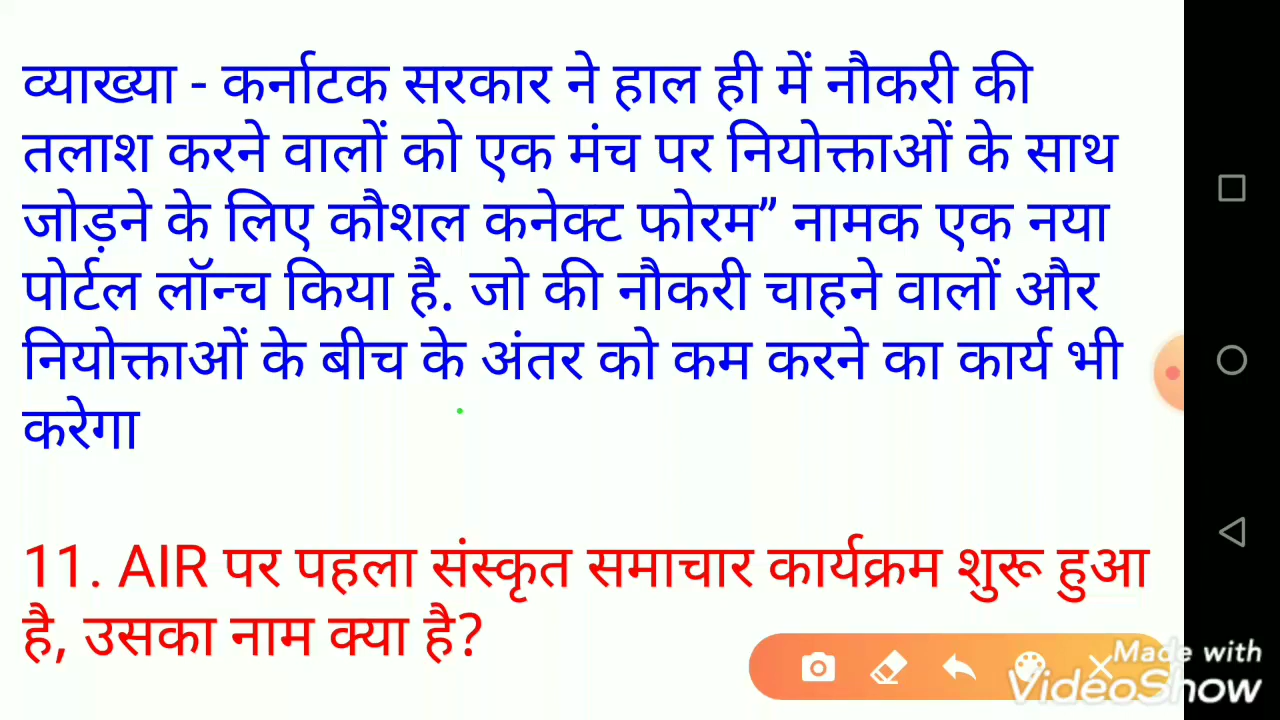 व्याख्या - कर्नाटक सरकार ने हाल ही में नौकरी की
तलाश करने वालों को एक मंच पर नियोक्ताओं के साथ
जोड़ने के लिए कौशल कनेक्ट फोरम” नामक एक नया
पोर्टल लॉन्च किया है. जो की नौकरी चाहने वालों और
नियोक्ताओं के बीच के अंतर को कम करने का कार्य भी
करेगा
11. AIR पर पहला संस्कृत समाचार कार्यक्रम शुरू हुआ
है, उसका नाम क्या है?
Made with
VideoShow